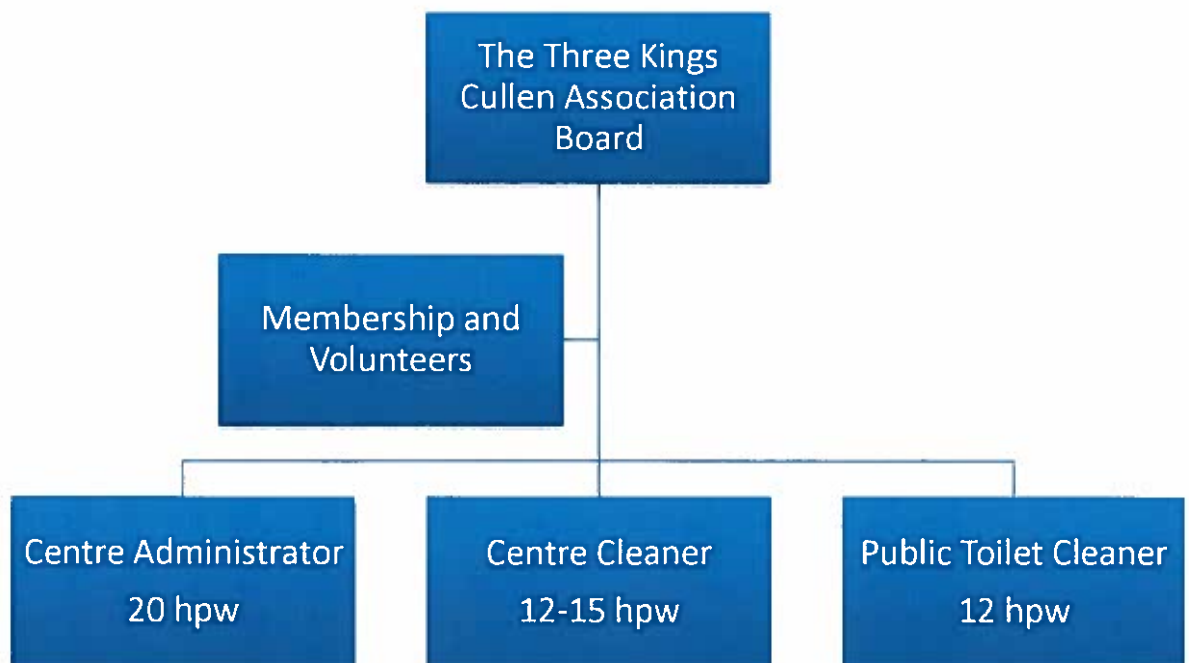 The Three Kings
Cullen Association
Board
Membership and
Volunteers
Centre Administrator
20 hpw
Centre Cleaner
12-15 hpw
Public Toilet Cleaner
12 hpw